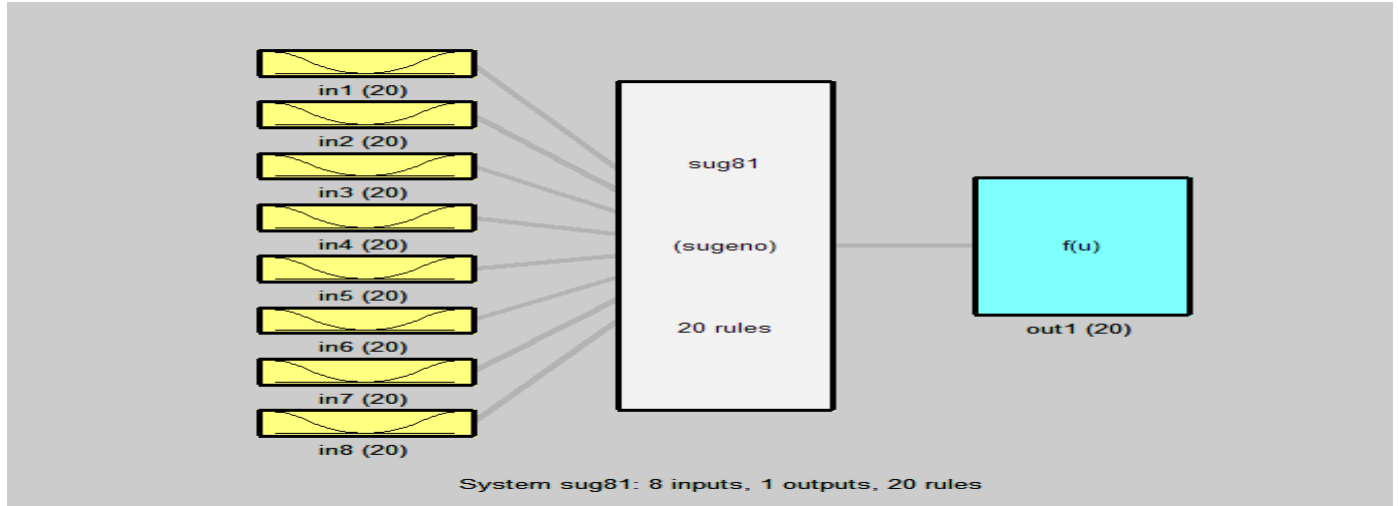 in1 (20)
in2 (20)
in3 (20)
in4 (20)
in5 (20)
in6 (20)
in7 (20)
in8 (20)
sug81
(sugeno)
20 rules
f(u)
out1 (20)
System sug81: 8 inputs, 1 outputs, 20 rules